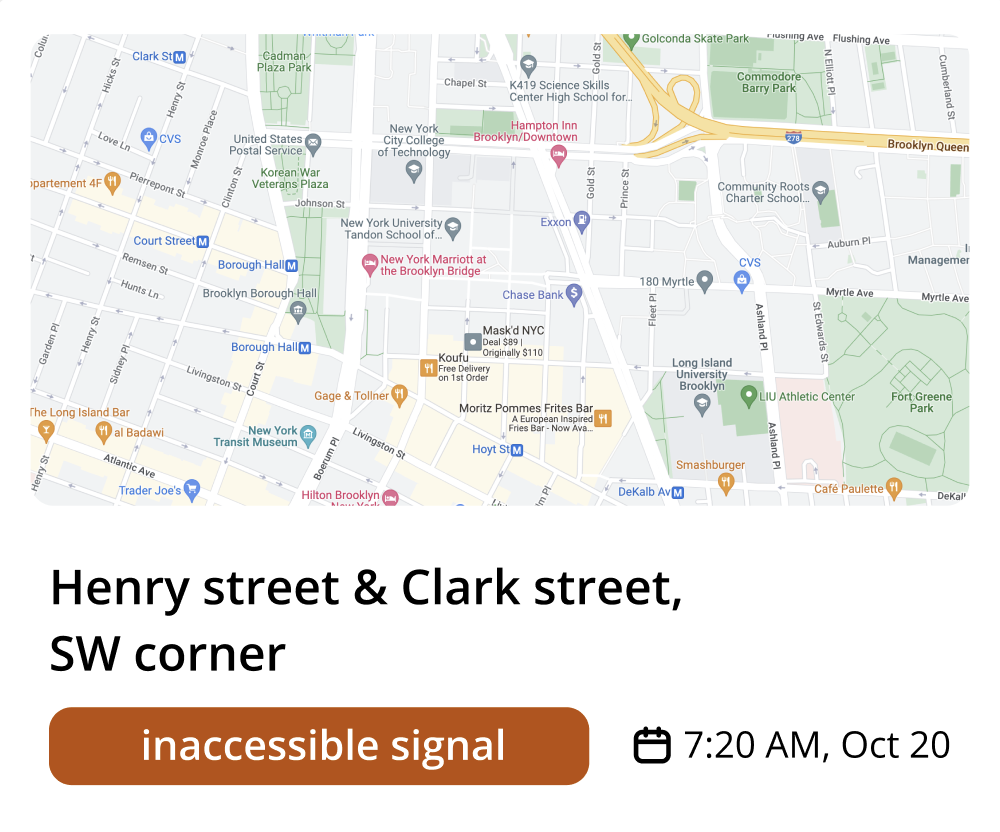 Golconda Skate Park
Flushing Ave
Flushing Ave
Clark St
M
Cadman
Plaza Park
Hicks St
Henry St
Gold St
N Elliott Pl
Cumberland St
K419 Science Skills
Center High School for...
Chapel St
Commodore
Barry Park
Love Ln
CVS
Monroe Place
United States
Postal Service
New York
City College
of Technology
Hampton Inn
Brooklyn/Downtown
278
Brooklyn Queen
Korean War
Veterans Plaza
ppartement 4F
Pierrepont St
Clinton St
Gold St
Prince St
Community Roots
Charter School...
Johnson St
New York University
Tandon School of...
Exxon
Court Street
M
Auburn Pl
Borough Hall
M
New York Marriott at
the Brooklyn Bridge
CVS
Managemer
Remsen St
Hunts Ln
Brooklyn Borough Hall
Chase Bank
180 Myrtle
Myrtle Ave
Myrtle Ave
Fleet Pl
Ashland Pl
St Edwards St
Garden Pl
Henry St
Sidney Pl
Mask'd NYC
Deal $89 |
Originally $110
Borough Hall
M
Koufu
Free Delivery
on 1st Order
Long Island
University
Brooklyn
Livingston St
Court St
Gage & Tollner
LIU Athletic Center
Fort Greene
Park
The Long Island Bar
Moritz Pommes Frites Bar
A European Inspired
Fries Bar - Now Ava...
al Badawi
New York
Transit Museum
Livingston St
Hoyt St
M
Ashland Pl
Atlantic Ave
Boerum Pl
Smashburger
Henry St
Trader Joe's
Hilton Brooklyn
New York
DeKalb Av
M
Café Paulette
DeKall
Henry street & Clark street,
SW corner
inaccessible signal
7:20 AM, Oct 20